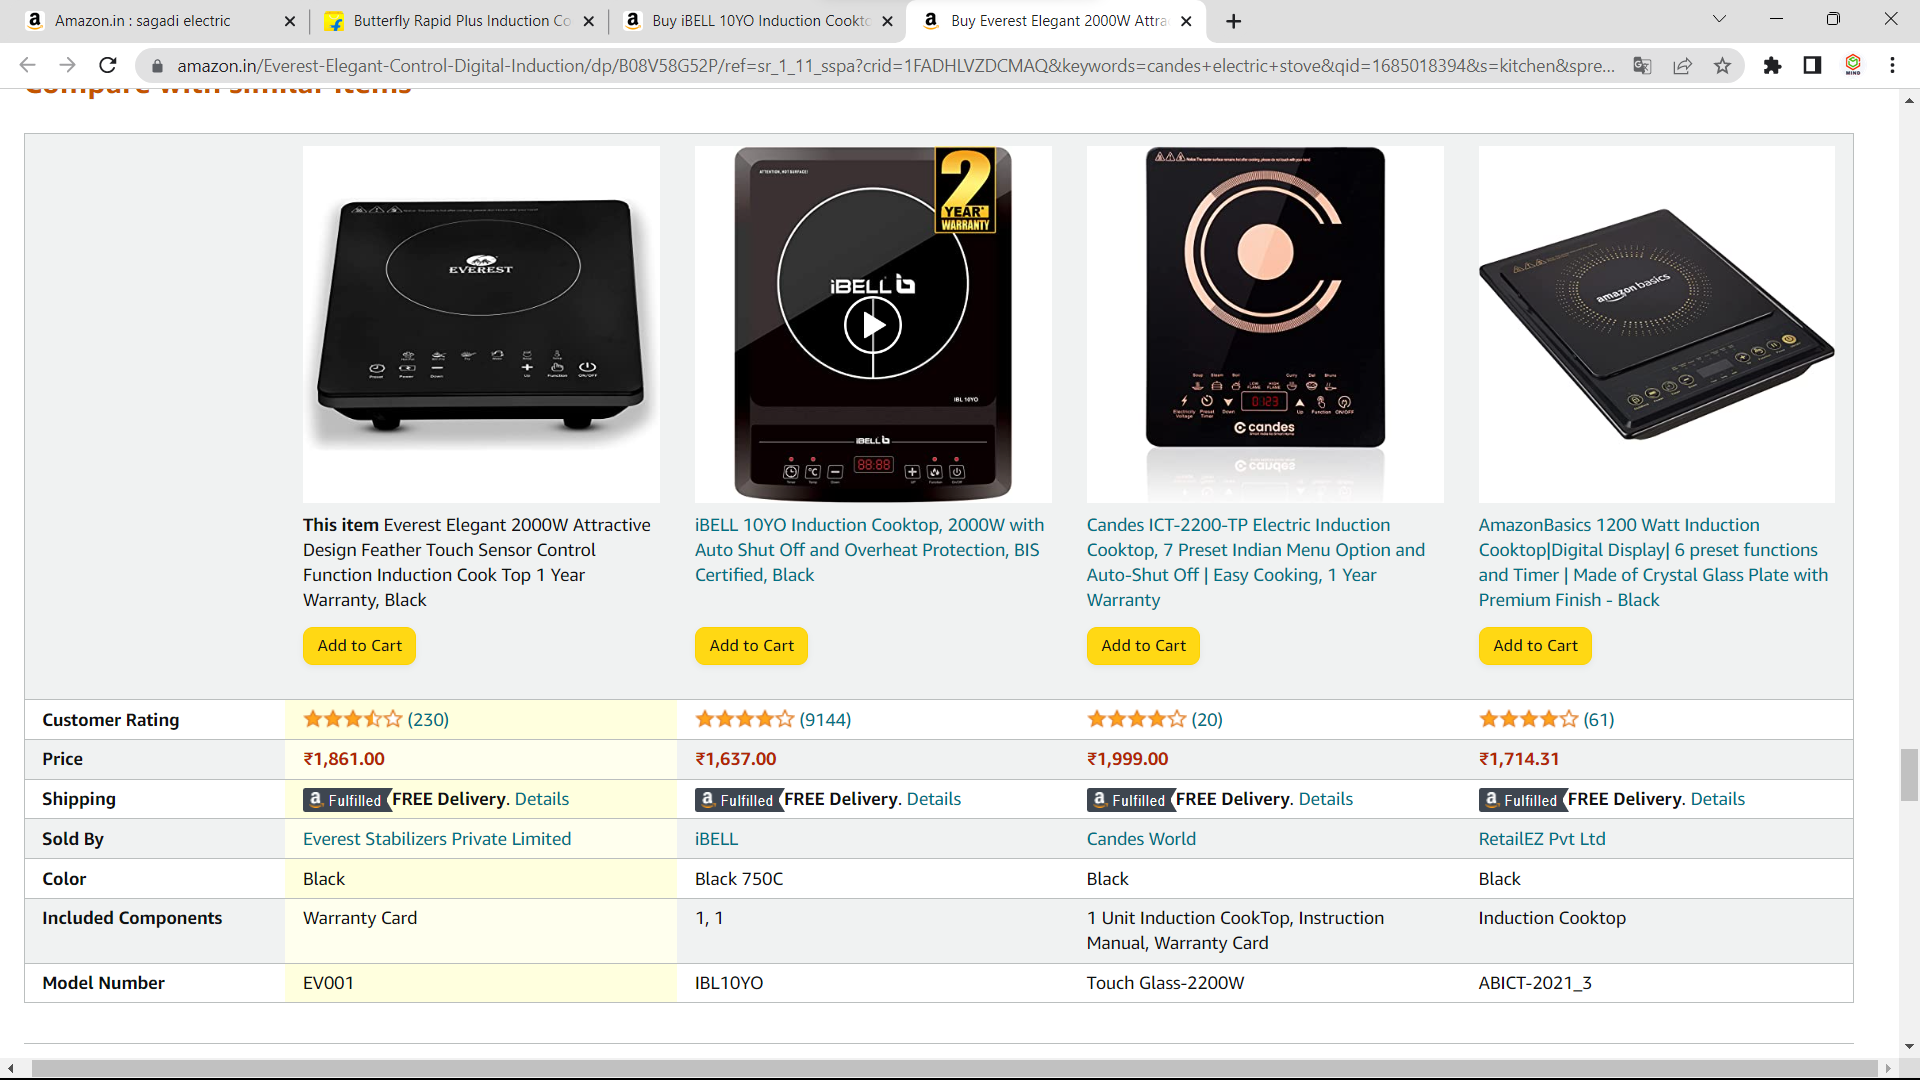 Amazon.in : sagadi electric
Butterfly Rapid Plus Induction Co
Buy iBELL 10YO Induction Cookto
Buy Everest Elegant 2000W Attra
amazon.in/Everest-Elegant-Control-Digital-Induction/dp/B08V58G52P/ref=sr_1_11_sspa?crid=1FADHLVZDCMAQ&keywords=candes+electric+stove&qid=1685018394&s=kitchen&spre...
Compare with similar items
EVEREST
ATTENTION, HOT SURFACE!
2
YEAR
WARRANTY
iBELL b
IBL 10YO
iBELL b
88:88
candes
amazon basics
This item Everest Elegant 2000W Attractive
Design Feather Touch Sensor Control
Function Induction Cook Top 1 Year
Warranty, Black
iBELL 10YO Induction Cooktop, 2000W with
Auto Shut Off and Overheat Protection, BIS
Certified, Black
Candes ICT-2200-TP Electric Induction
Cooktop, 7 Preset Indian Menu Option and
Auto-Shut Off | Easy Cooking, 1 Year
Warranty
AmazonBasics 1200 Watt Induction
Cooktop|Digital Display| 6 preset functions
and Timer | Made of Crystal Glass Plate with
Premium Finish - Black
Add to Cart
Add to Cart
Add to Cart
Add to Cart
Customer Rating (230) (9144) (20) (61)
Price ₹1,861.00 ₹1,637.00 ₹1,999.00 ₹1,714.31
Shipping a Fulfilled FREE Delivery. Details a Fulfilled FREE Delivery. Details a Fulfilled FREE Delivery. Details a Fulfilled FREE Delivery. Details
Sold By Everest Stabilizers Private Limited iBELL Candes World RetailEZ Pvt Ltd
Color Black Black 750C Black Black
Included Components Warranty Card 1, 1 1 Unit Induction CookTop, Instruction Induction Cooktop
Manual, Warranty Card
Model Number EV001 IBL10YO Touch Glass-2200W ABICT-2021_3